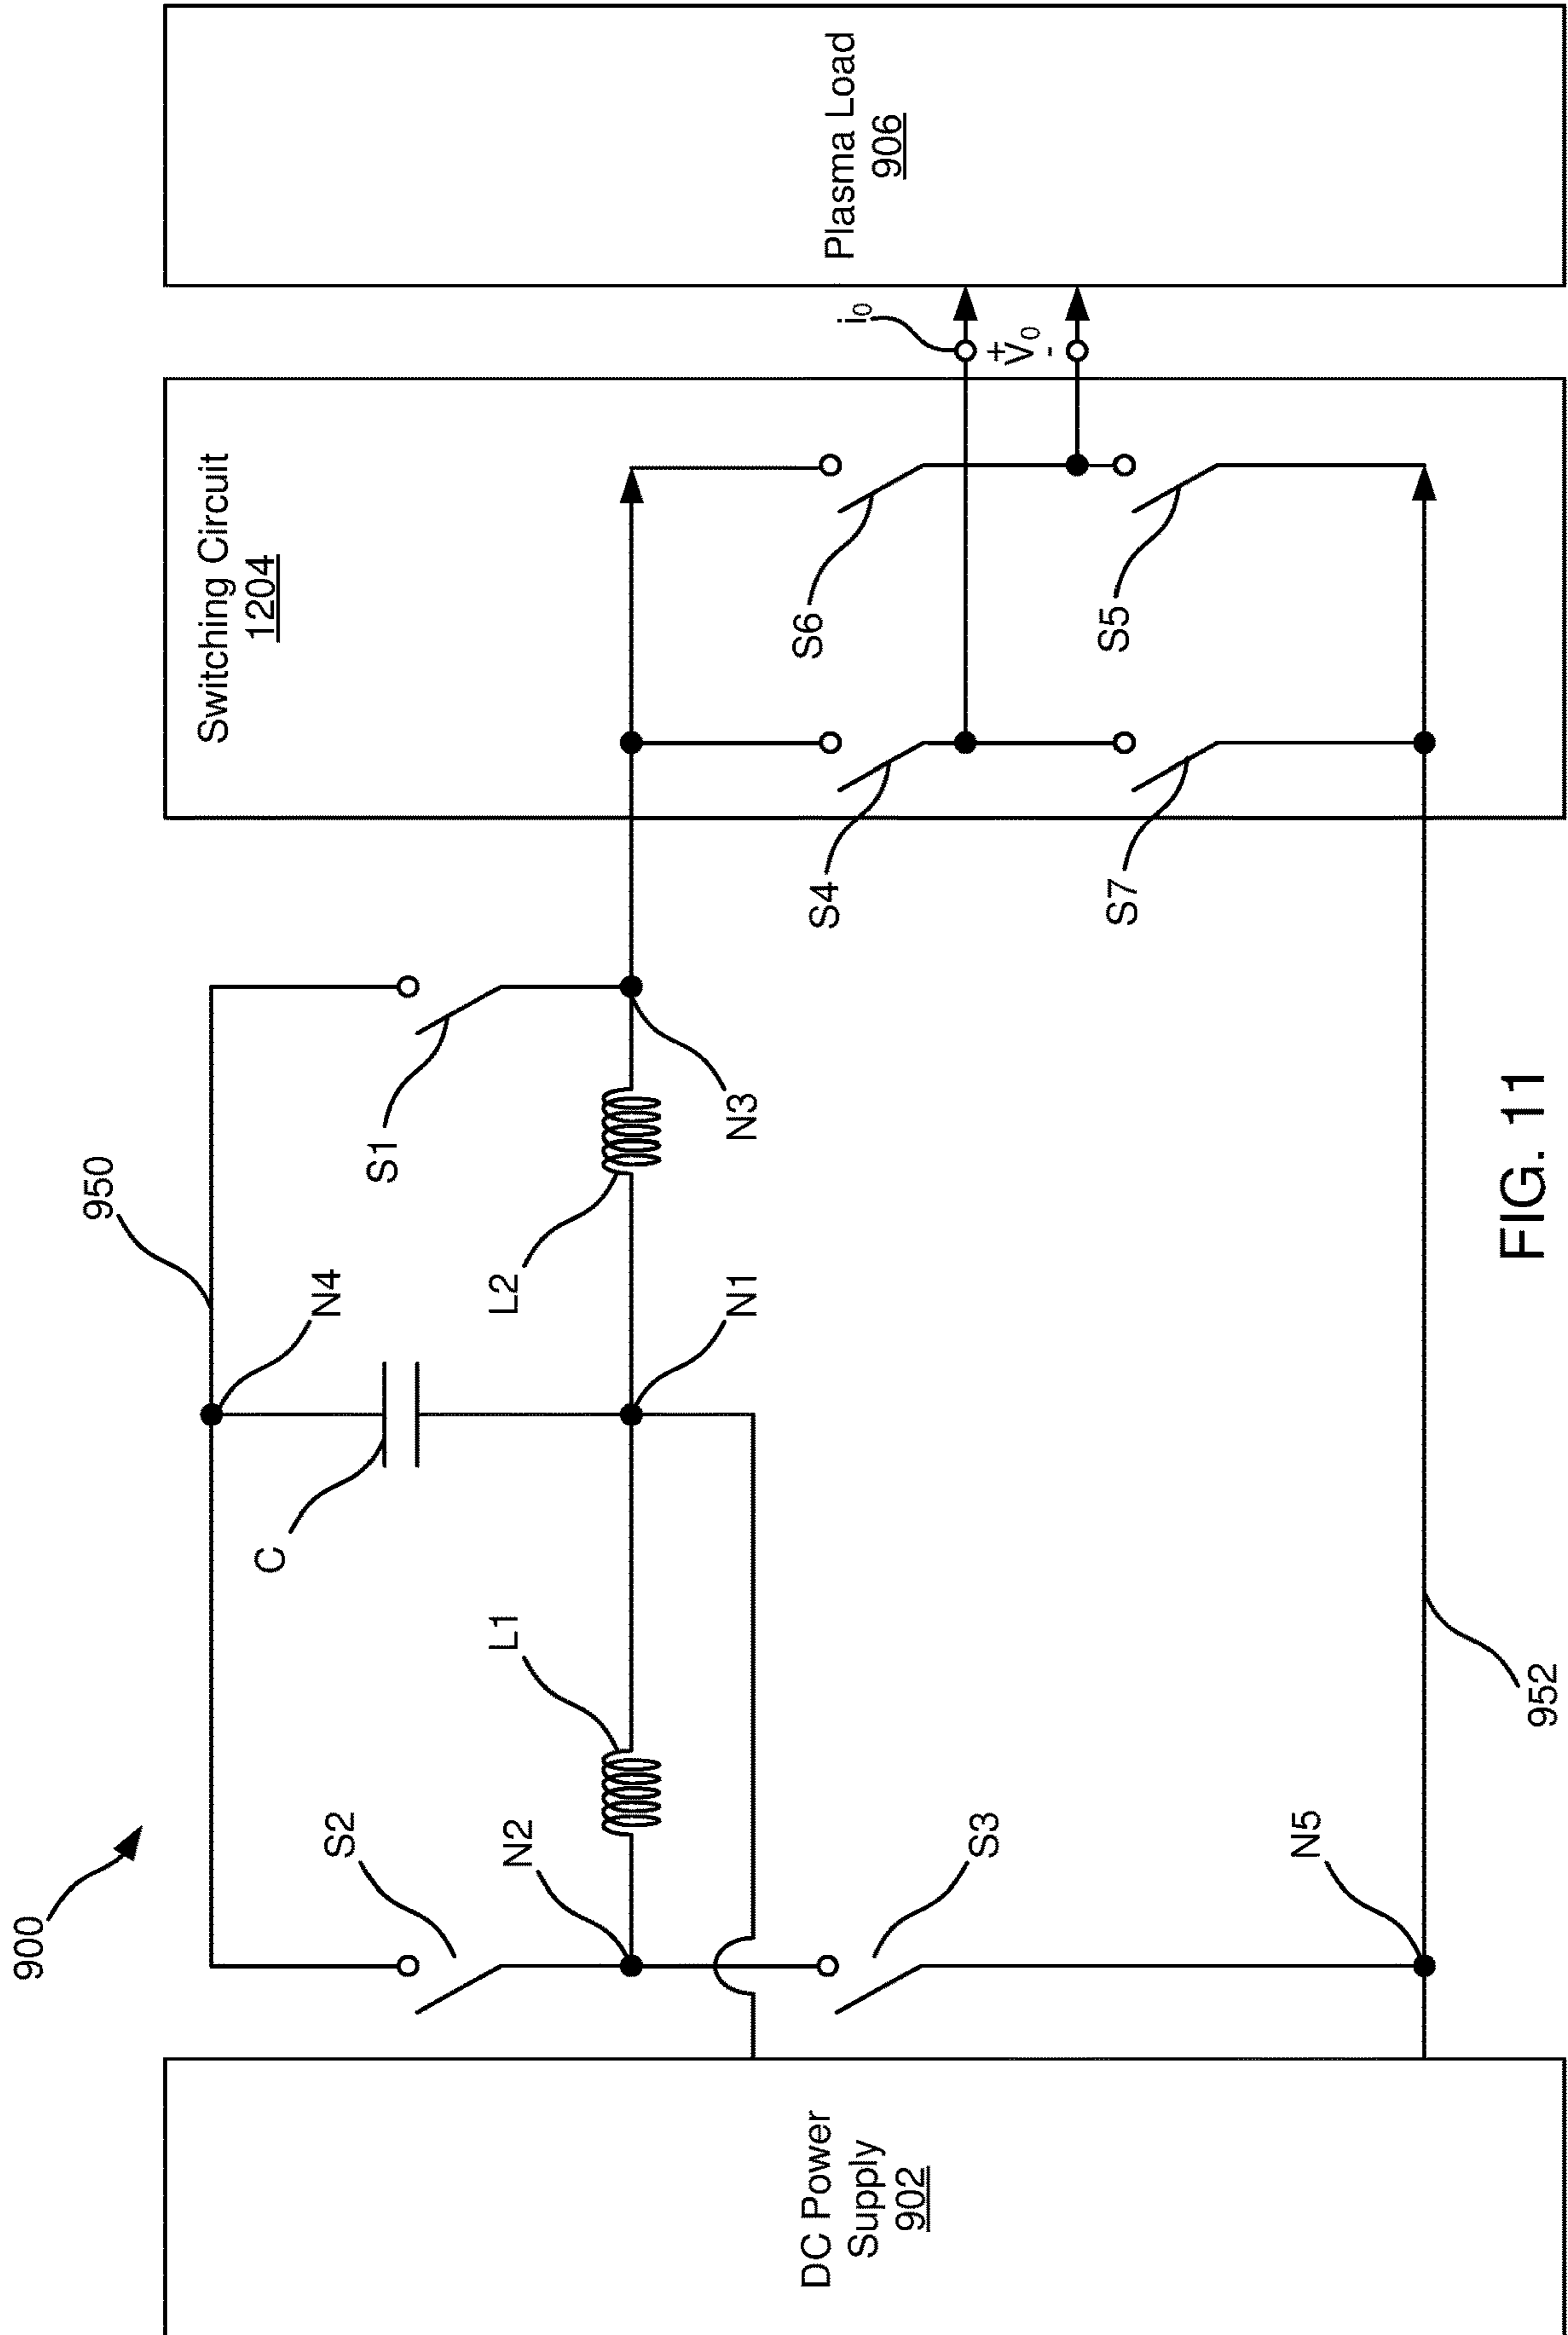 900
950
Switching Circuit
1204
N4
S2
C
S1
N2
L1
L2
N1
N3
S4
S6
i0
+
V0
-
Plasma Load
906
DC Power
Supply
902
S3
S7
S5
N5
952
FIG. 11